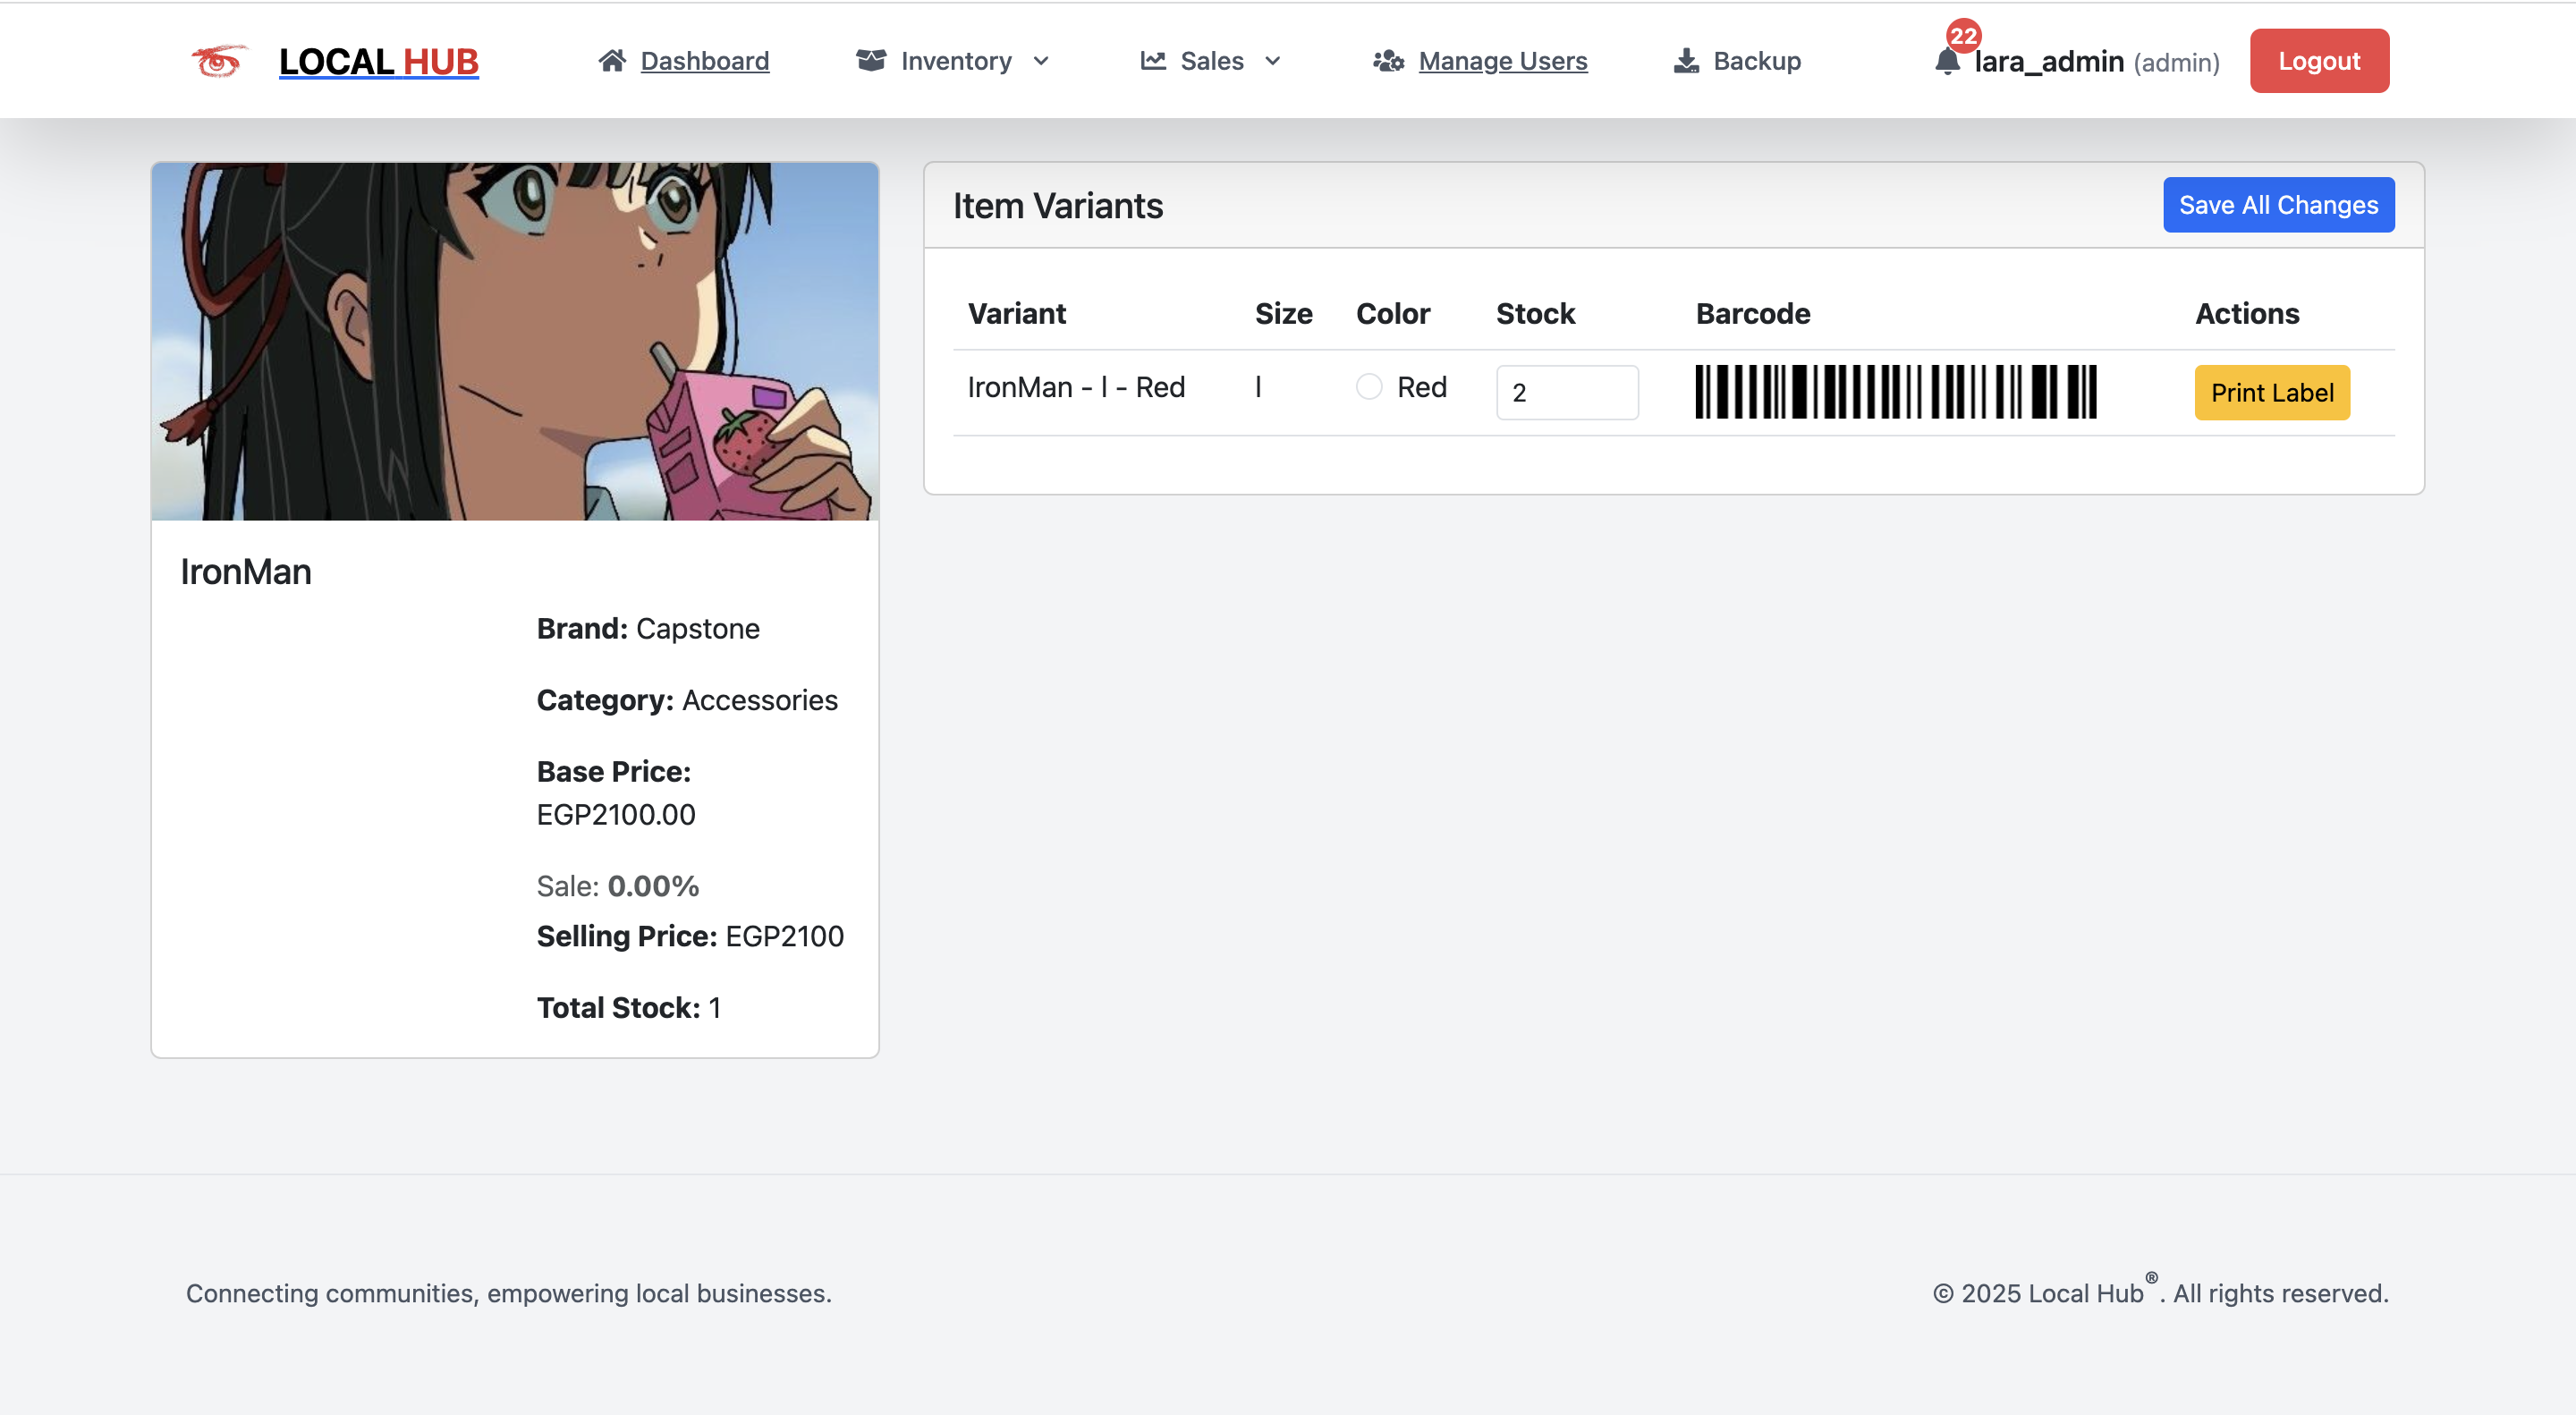 LOCAL HUB
Dashboard
Inventory
Sales
Manage Users
Backup
22
lara_admin (admin)
Logout
IronMan
Brand: Capstone
Category: Accessories
Base Price:
EGP2100.00
Sale: 0.00%
Selling Price: EGP2100
Total Stock: 1
Item Variants
Save All Changes
Variant Size Color Stock Barcode Actions
IronMan - l - Red l Red 2 Print Label
Connecting communities, empowering local businesses.
© 2025 Local Hub®. All rights reserved.